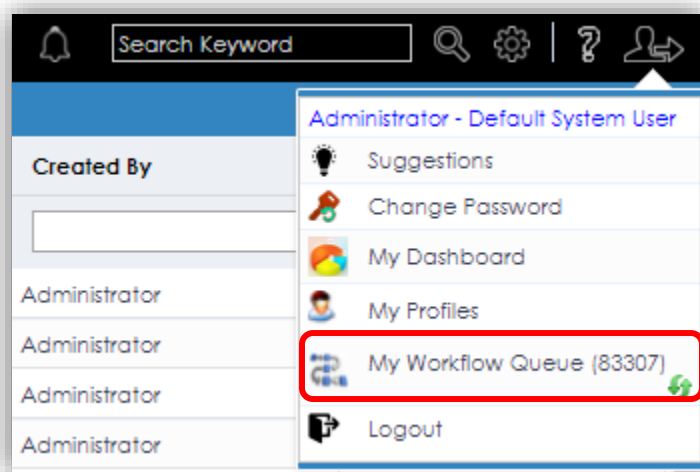 Search Keyword
Administrator - Default System User
Created By
Suggestions
Change Password
My Dashboard
My Profiles
My Workflow Queue (83307)
Logout
Administrator
Administrator
Administrator
Administrator